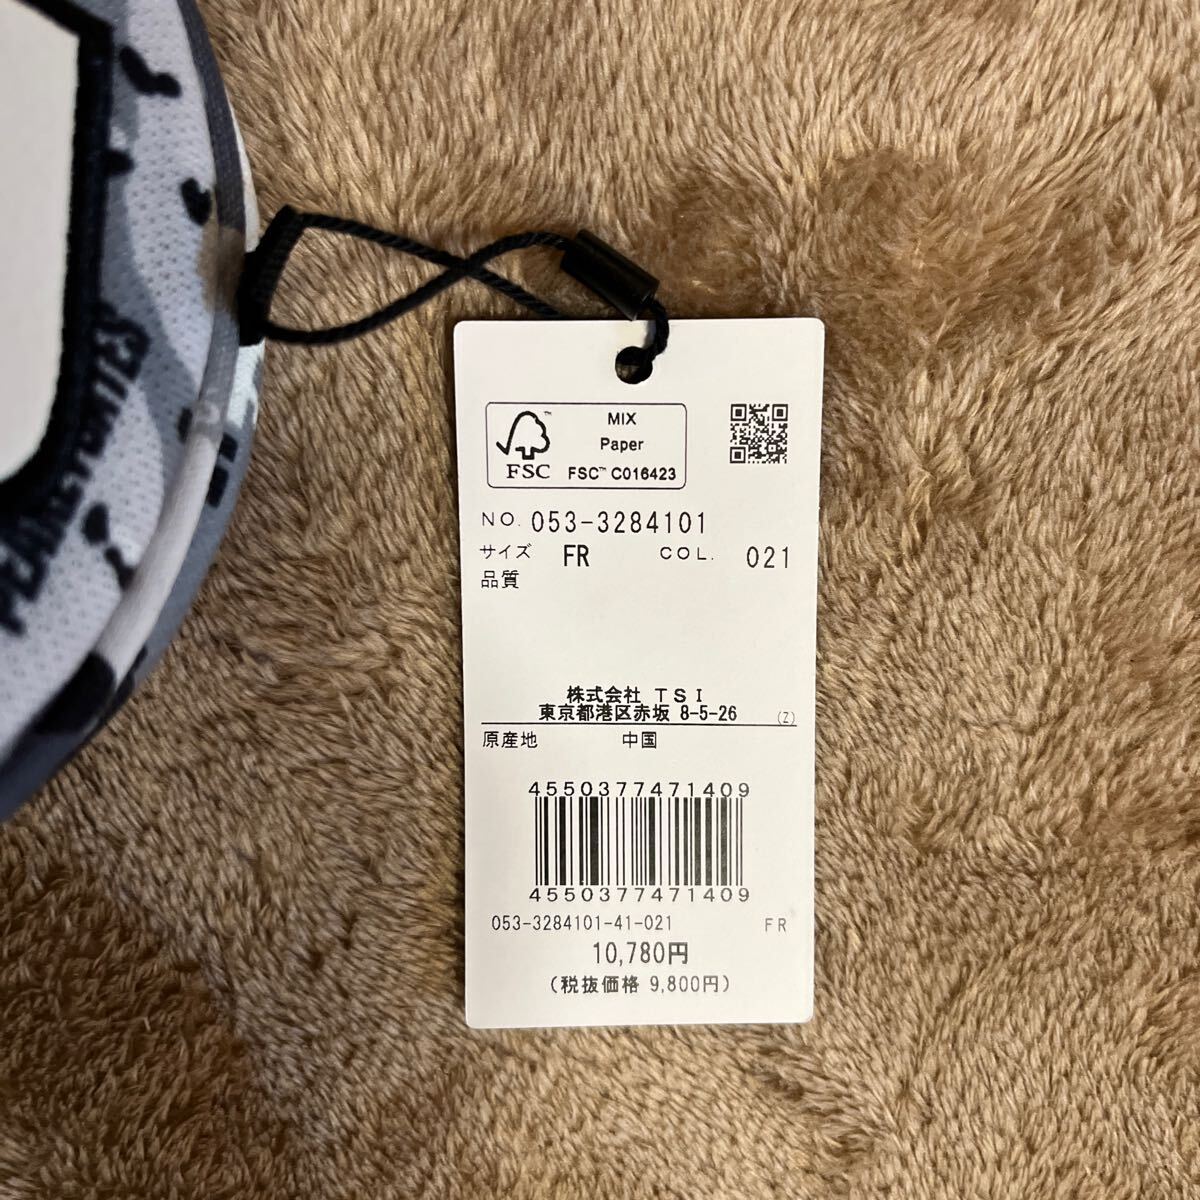 PEARLY GATES
MIX
Paper
FSC™ C016423
FSC
NO. 053-3284101
サイズ FR COL. 021
品質
株式会社 TSI
東京都港区赤坂 8-5-26 (Z)
原産地 中国
4550377471409
4550377471409
053-3284101-41-021 FR
10,780円
(税抜価格 9,800円)